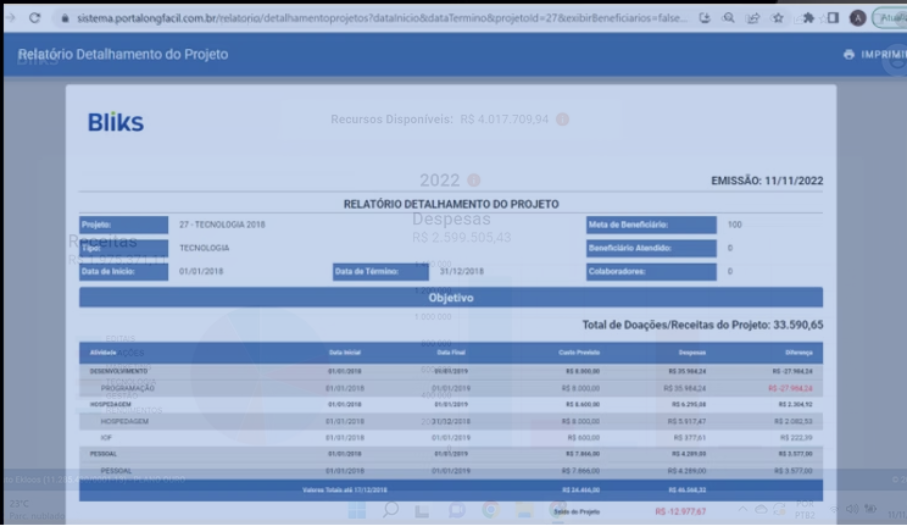 sistema.portalongfacil.com.br/relatorio/detalhamentoprojetos?dataInicio&dataTermino&projetoId=27&exibirBeneficiarios=false...
Relatório Detalhamento do Projeto
IMPRIMI
Bliks
Recursos Disponíveis: R$ 4.017.709,94
2022
EMISSÃO: 11/11/2022
RELATÓRIO DETALHAMENTO DO PROJETO
Despesas
R$ 2.599.505,43
Receitas
Projeto: 27 - TECNOLOGIA 2018 Meta de Beneficiário: 100
Tipo: TECNOLOGIA Beneficiário Atendido: 0
Data de Início: 01/01/2018 Data de Término: 31/12/2018 Colaboradores: 0
Objetivo
Total de Doações/Receitas do Projeto: 33.590,65
Atividade Data Inicial Data Final Custo Previsto Despesas Diferença
DESENVOLVIMENTO 01/01/2018 01/01/2019 R$ 8.000,00 R$ 35.984,24 R$ -27.984,24
PROGRAMAÇÃO 01/01/2018 01/01/2019 R$ 8.000,00 R$ 35.984,24 R$ -27.984,24
HOSPEDAGEM 01/01/2018 01/01/2019 R$ 8.600,00 R$ 6.295,08 R$ 2.304,92
HOSPEDAGEM 01/01/2018 31/12/2018 R$ 8.000,00 R$ 5.917,47 R$ 2.082,53
IOF 01/01/2018 01/01/2019 R$ 600,00 R$ 377,61 R$ 222,39
PESSOAL 01/01/2018 01/01/2019 R$ 7.866,00 R$ 4.289,00 R$ 3.577,00
PESSOAL 01/01/2018 01/01/2019 R$ 7.866,00 R$ 4.289,00 R$ 3.577,00
Valores Totais até 17/12/2018 R$ 24.466,00 R$ 46.568,32
Saldo do Projeto R$ -12.977,67
23°C
POR
PTB2